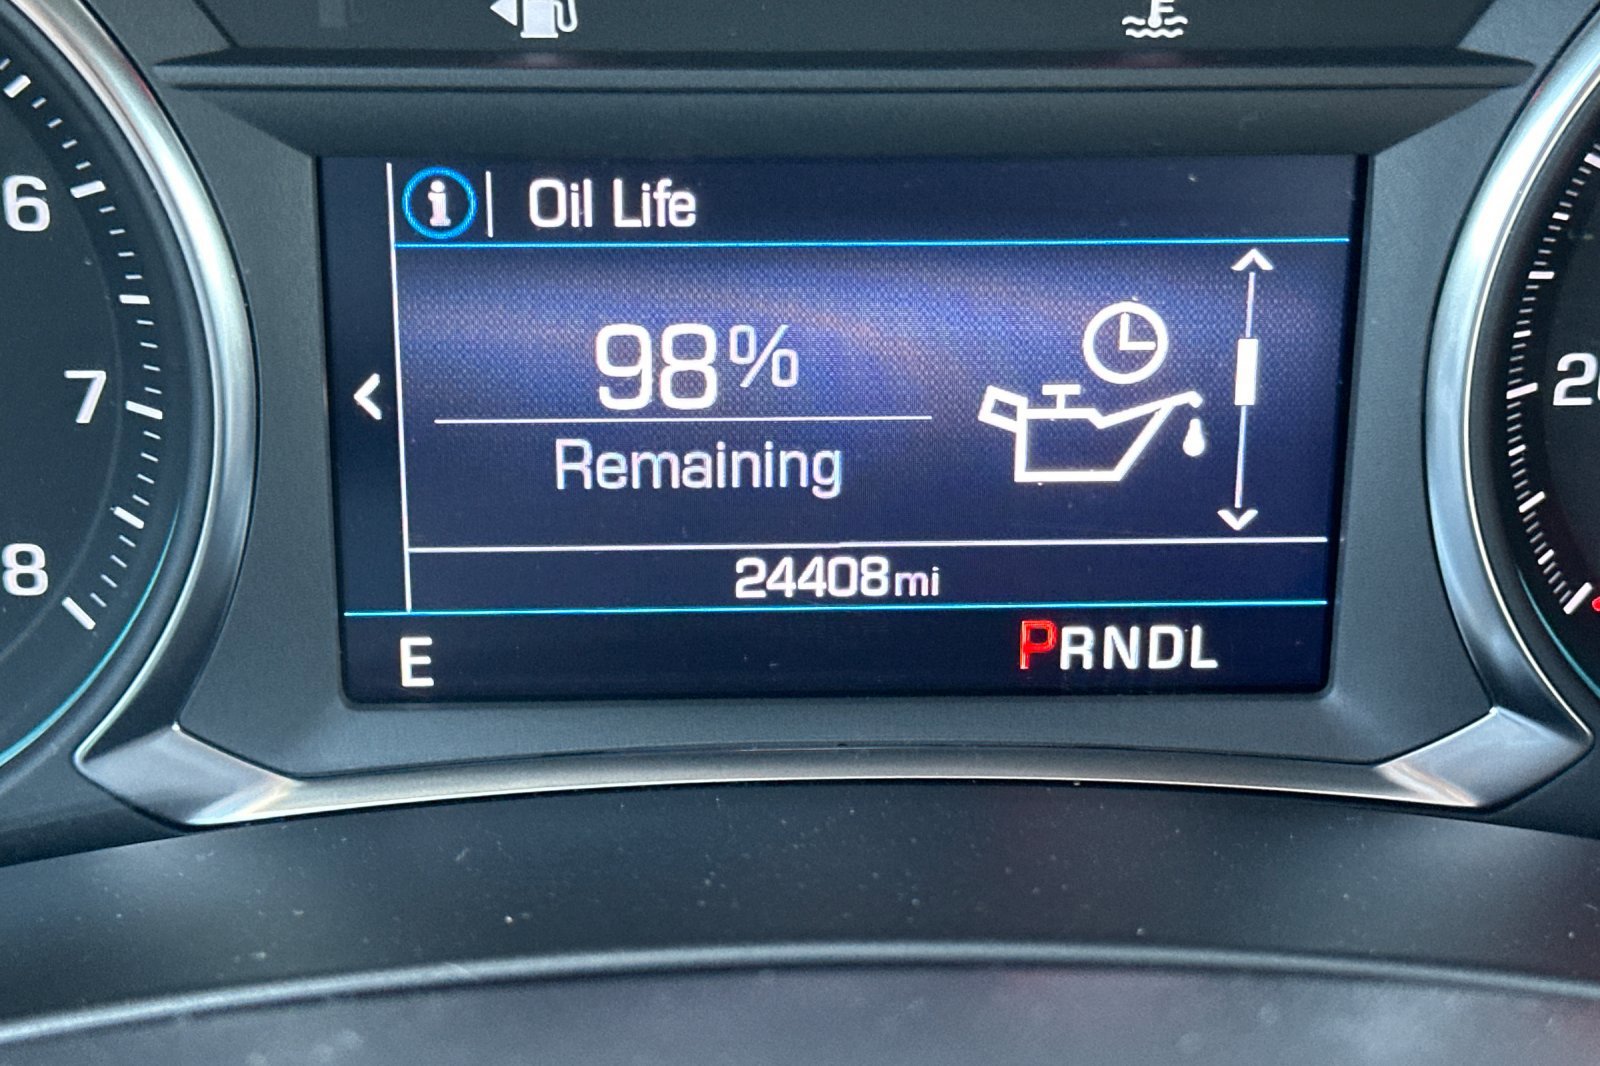 i Oil Life
98%
Remaining
24408mi
E
PRNDL
6
7
8